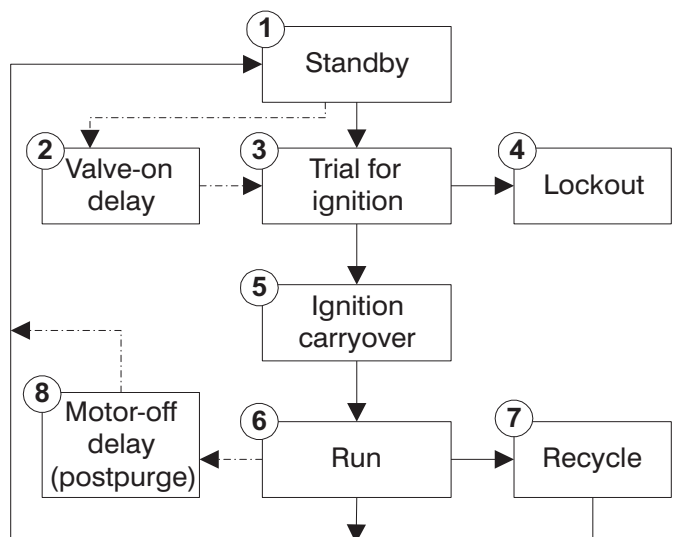 1
Standby
2
Valve-on
delay
3
Trial for
ignition
4
Lockout
5
Ignition
carryover
8
Motor-off
delay
(postpurge)
6
Run
7
Recycle